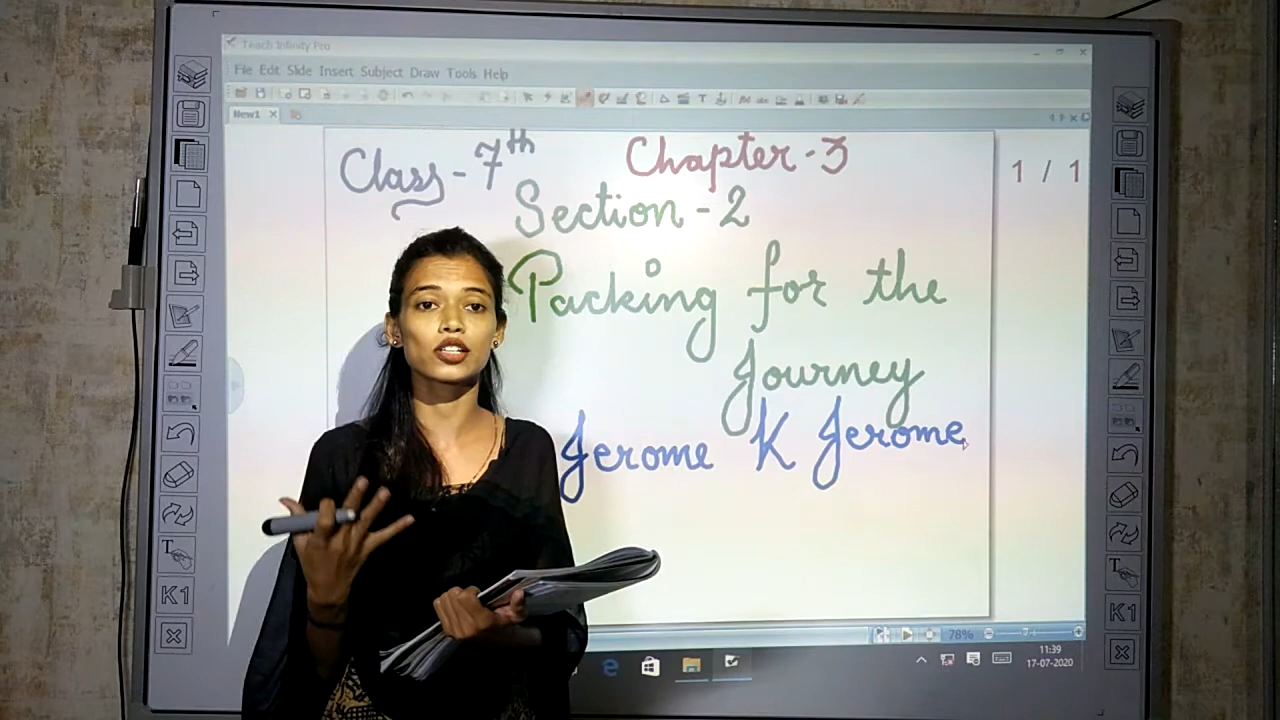 Teach Infinity Pro
File Edit Slide Insert Subject Draw Tools Help
New1
Class - 7th Chapter - 3
1 / 1
Section - 2
Packing for the
Journey
Jerome K Jerome
K1
K1
78%
11:39
17-07-2020